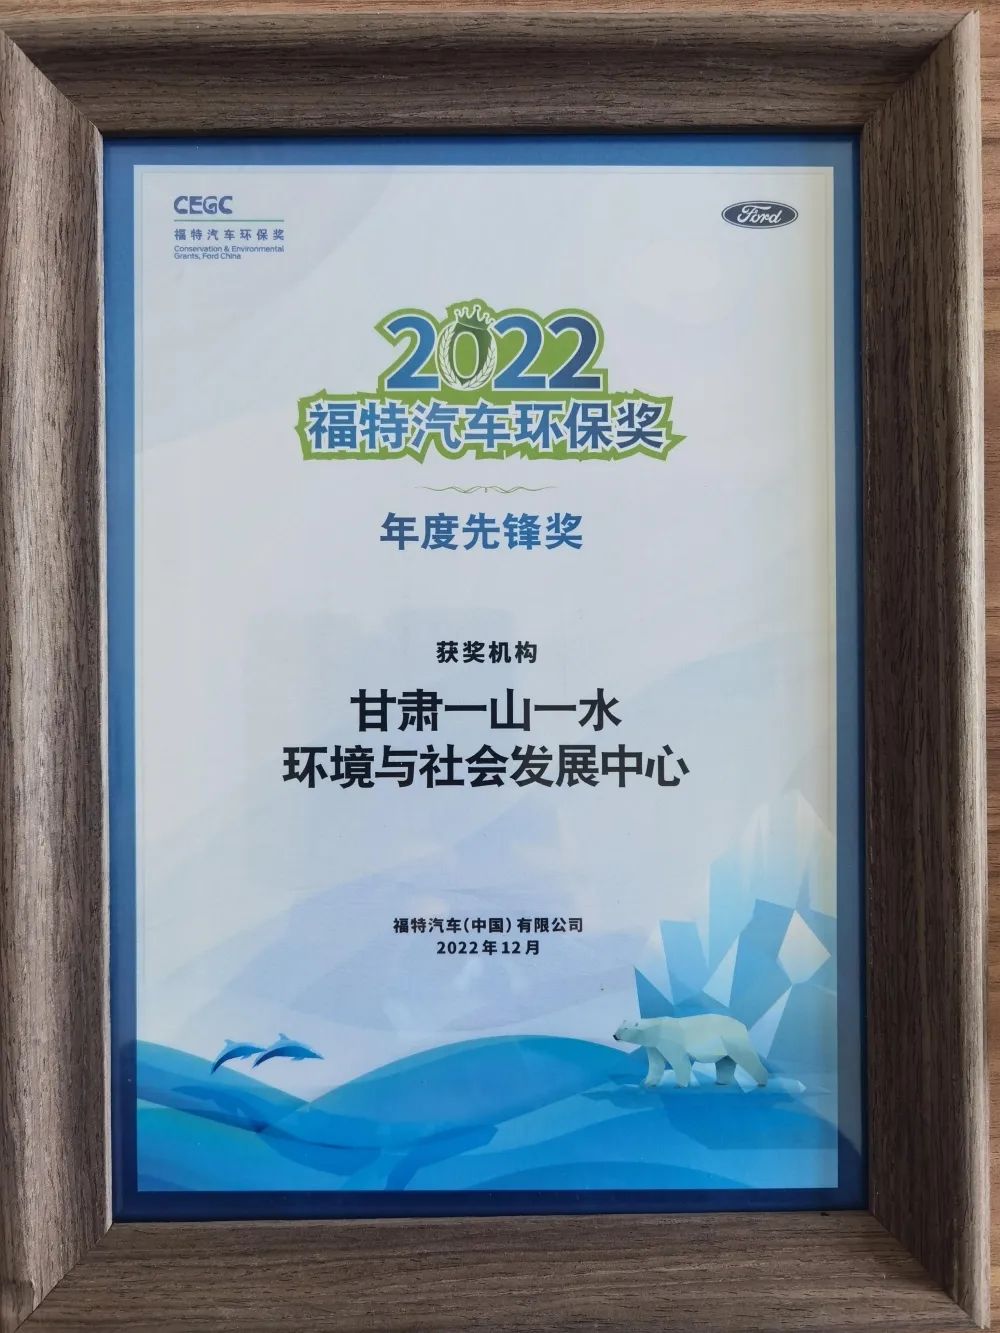 CEGC
福特汽车环保奖
Conservation & Environmental
Grants, Ford China
Ford
2022
福特汽车环保奖
年度先锋奖
获奖机构
甘肃一山一水
环境与社会发展中心
福特汽车(中国)有限公司
2022年12月